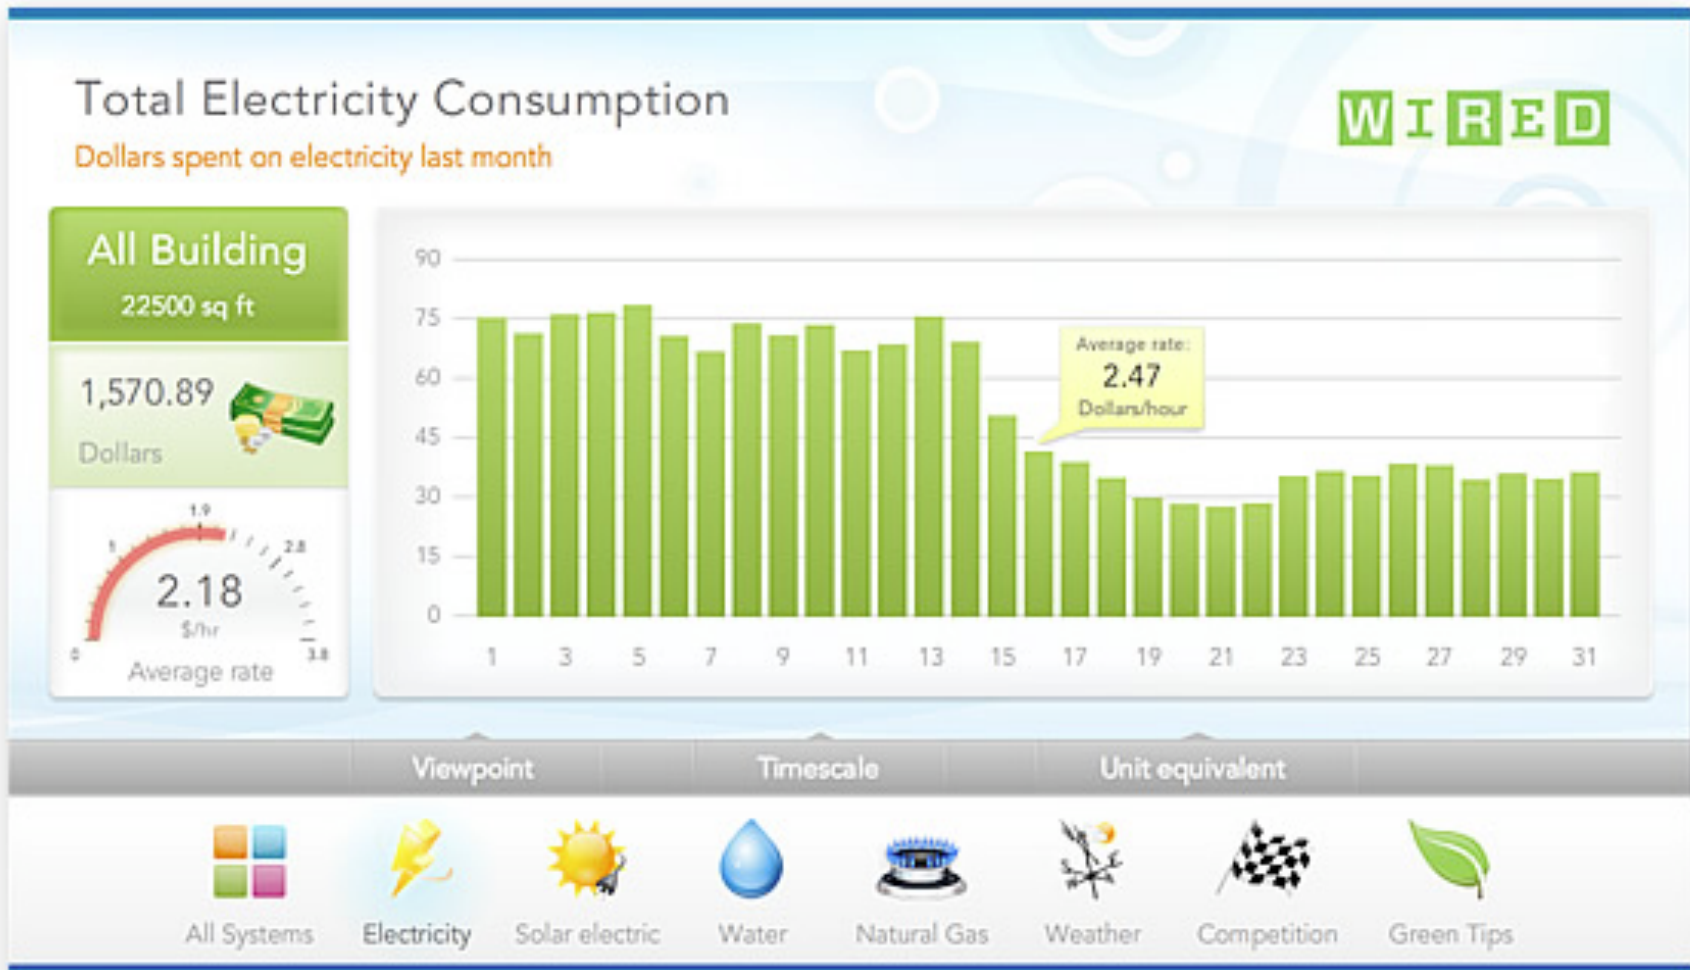 Total Electricity Consumption
Dollars spent on electricity last month
WIRED
All Building
22500 sq ft
1,570.89
Dollars
1.9
1
2.8
2.18
$/hr
0
3.8
Average rate
90
75
60
45
30
15
0
Average rate:
2.47
Dollars/hour
1 3 5 7 9 11 13 15 17 19 21 23 25 27 29 31
Viewpoint Timescale Unit equivalent
All Systems Electricity Solar electric Water Natural Gas Weather Competition Green Tips